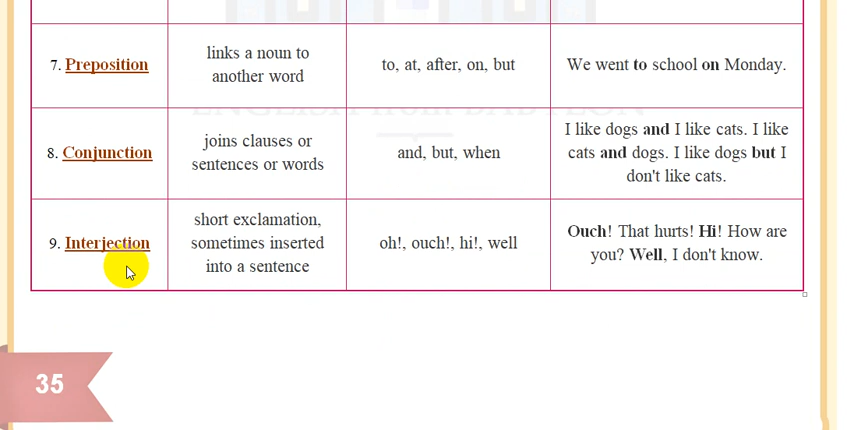 7. Preposition
links a noun to
another word
to, at, after, on, but
We went to school on Monday.
ENGLISH from BABYLON
8. Conjunction
joins clauses or
sentences or words
and, but, when
I like dogs and I like cats. I like
cats and dogs. I like dogs but I
don't like cats.
9. Interjection
short exclamation,
sometimes inserted
into a sentence
oh!, ouch!, hi!, well
Ouch! That hurts! Hi! How are
you? Well, I don't know.
35